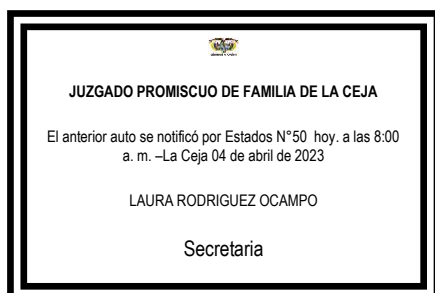 JUZGADO PROMISCUO DE FAMILIA DE LA CEJA
El anterior auto se notificó por Estados N°50 hoy. a las 8:00
a. m. –La Ceja 04 de abril de 2023
LAURA RODRIGUEZ OCAMPO
Secretaria